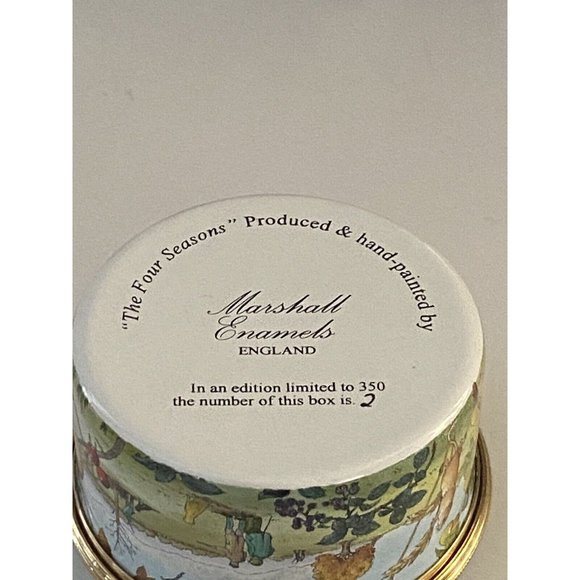 "The Four Seasons" Produced & hand-painted by
Marshall
Enamels
ENGLAND
In an edition limited to 350
the number of this box is. 2